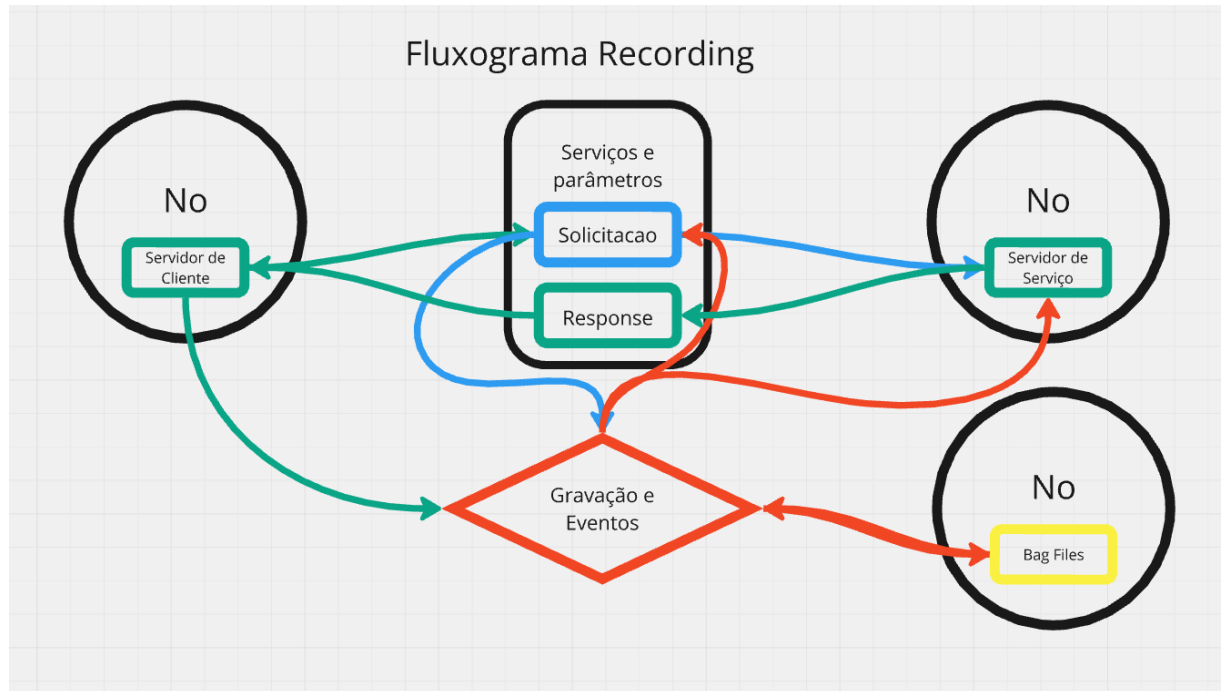 Fluxograma Recording
No
Servidor de
Cliente
Serviços e
parâmetros
Solicitacao
Response
No
Servidor de
Serviço
Gravação e
Eventos
No
Bag Files